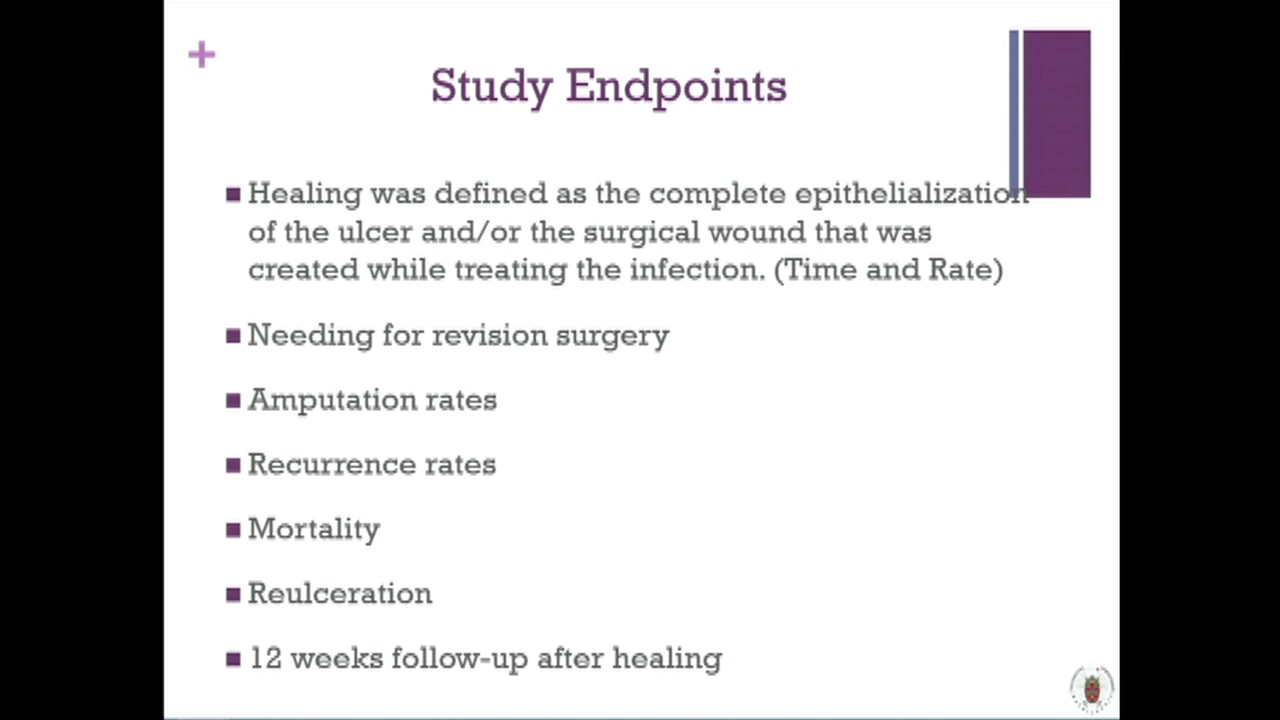 Study Endpoints
Healing was defined as the complete epithelialization
of the ulcer and/or the surgical wound that was
created while treating the infection. (Time and Rate)
Needing for revision surgery
Amputation rates
Recurrence rates
Mortality
Reulceration
12 weeks follow-up after healing